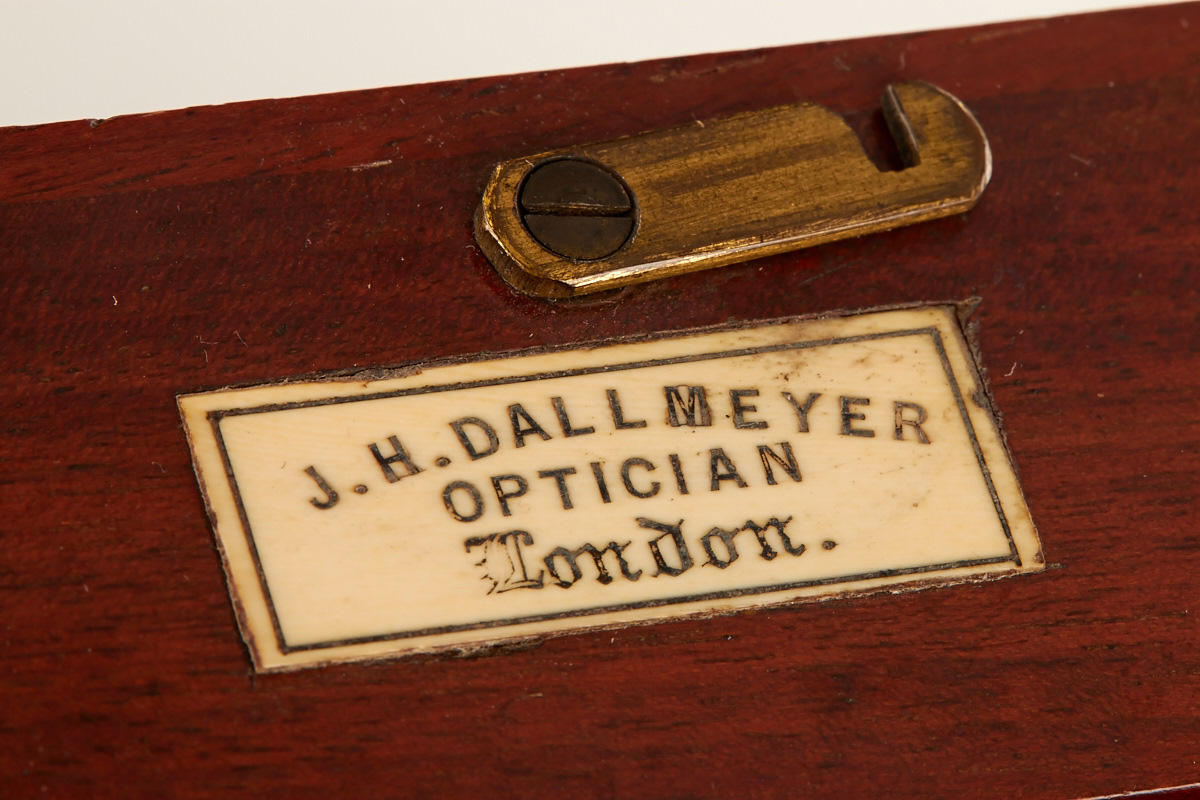 J. H. DALLMEYER
OPTICIAN
London.